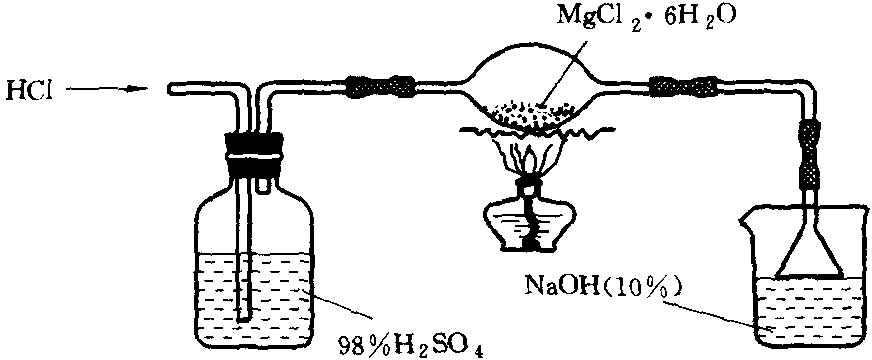 MgCl₂·6H₂O
HCl
NaOH(10%)
98%H₂SO₄